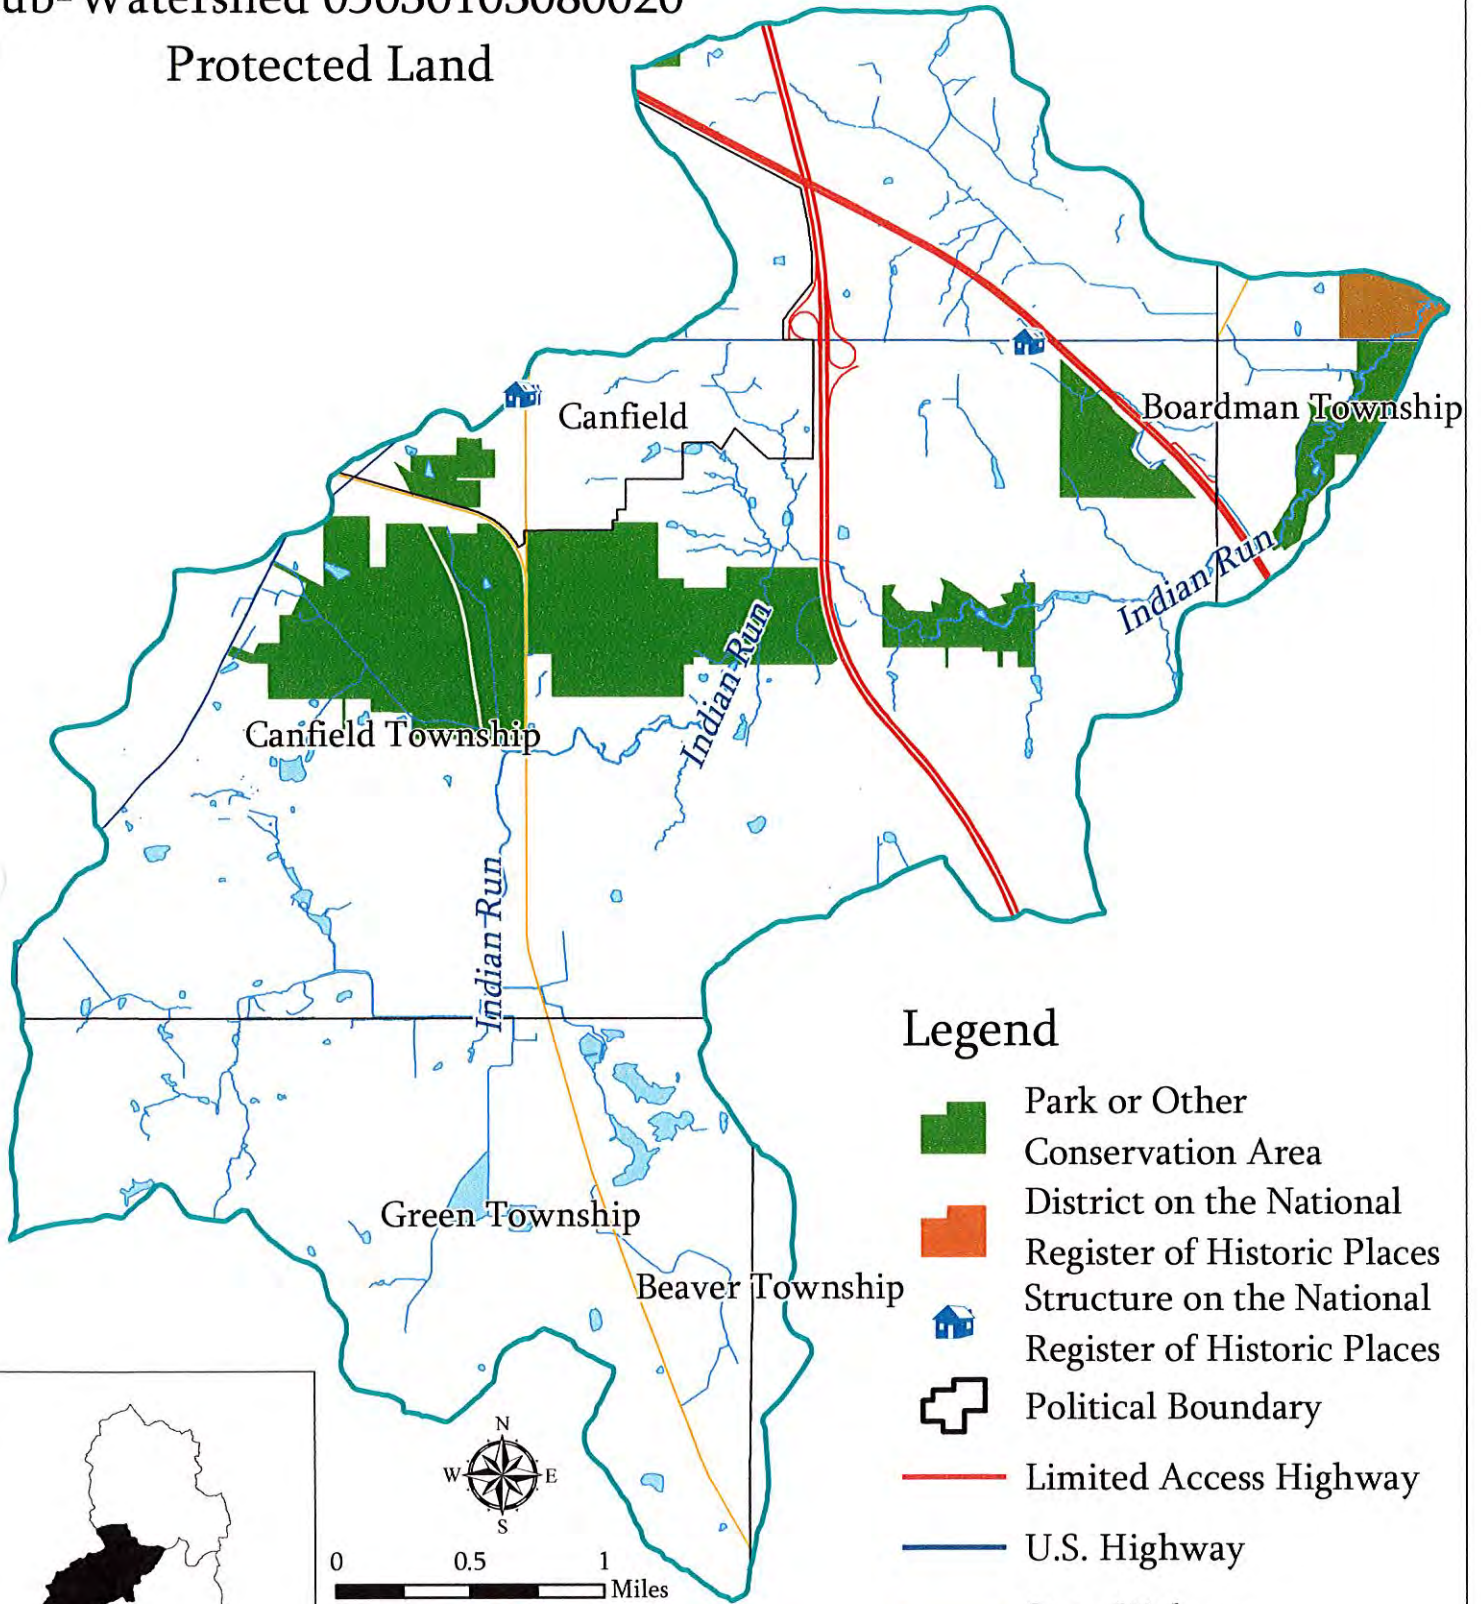 Protected Land
Canfield
Boardman Township
Indian Run
Indian Run
Canfield Township
Indian Run
Green Township
Beaver Township
Legend
Park or Other
Conservation Area
District on the National
Register of Historic Places
Structure on the National
Register of Historic Places
Political Boundary
Limited Access Highway
U.S. Highway
N
W E
S
0 0.5 1
Miles